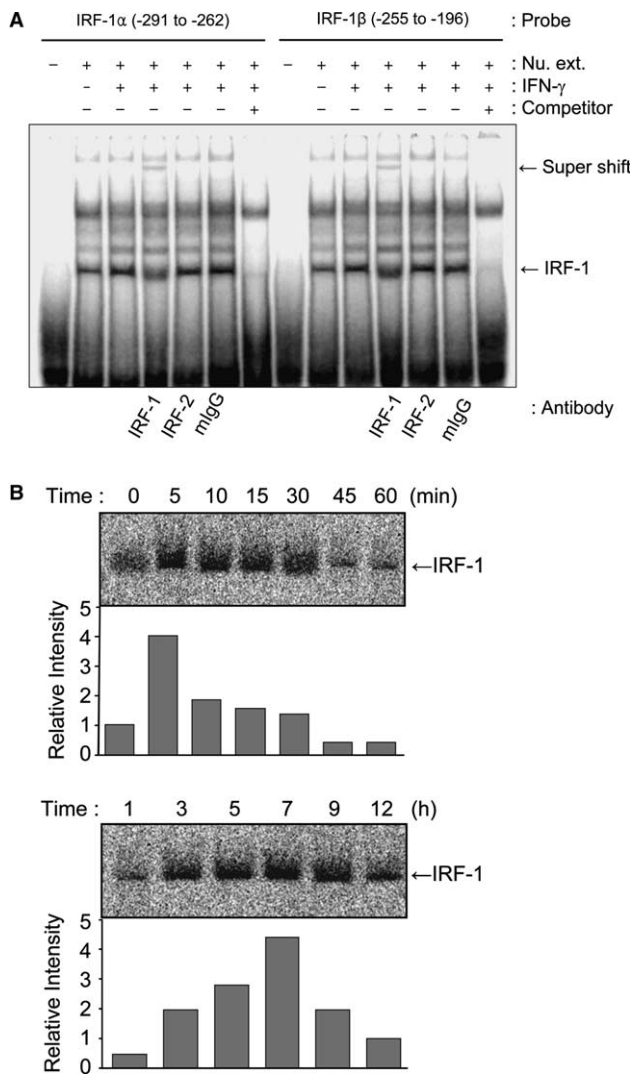 A
IRF-1α (-291 to -262) IRF-1β (-255 to -196) : Probe
− + + + + + + − + + + + + + : Nu. ext.
− + + + + + − + + + + + : IFN-γ
− − − − − + − − − − − + : Competitor
← Super shift
← IRF-1
IRF-1 IRF-2 mIgG IRF-1 IRF-2 mIgG : Antibody
B
Time : 0 5 10 15 30 45 60 (min)
←IRF-1
Relative Intensity
5
4
3
2
1
0
Time : 1 3 5 7 9 12 (h)
←IRF-1
Relative Intensity
5
4
3
2
1
0